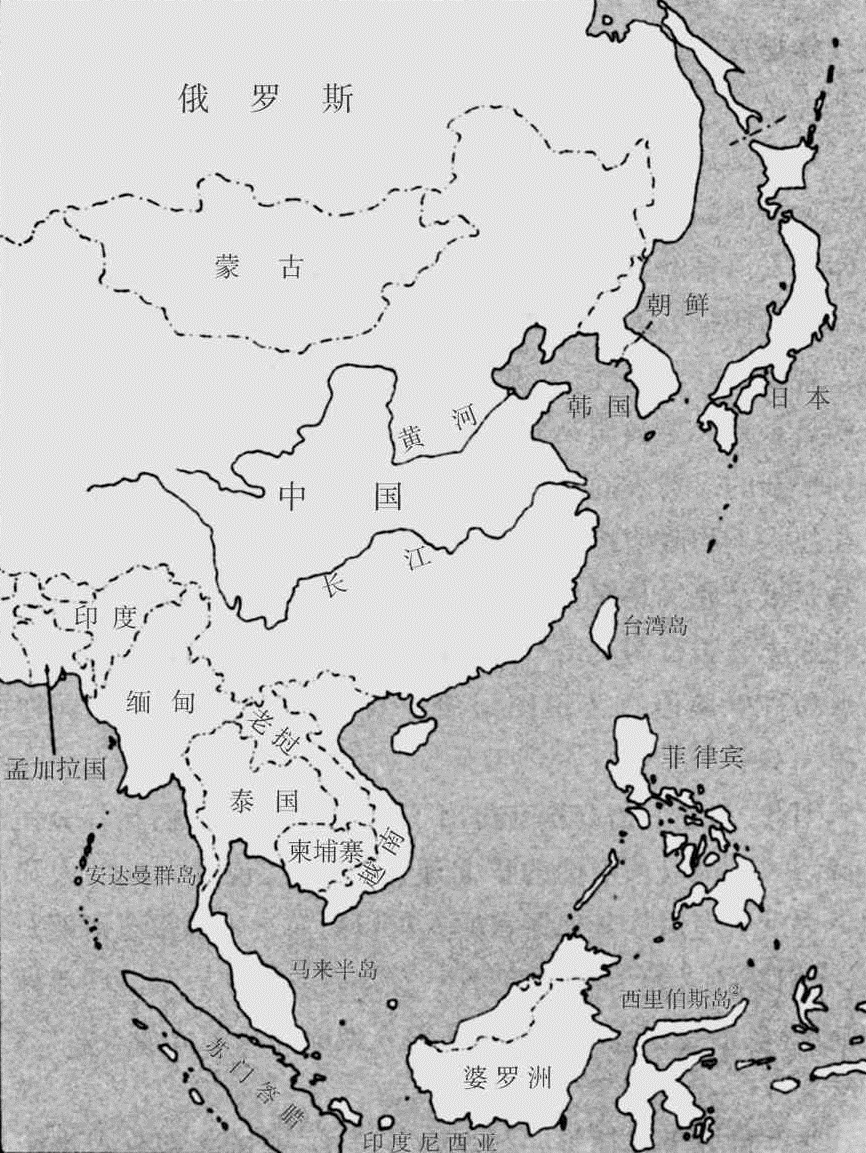 俄罗斯
蒙古
朝鲜
日本
韩国
黄河
中国
长江
印度
台湾岛
缅甸
老挝
菲律宾
孟加拉国
泰国
柬埔寨
越南
安达曼群岛
马来半岛
西里伯斯岛②
苏门答腊
婆罗洲
印度尼西亚